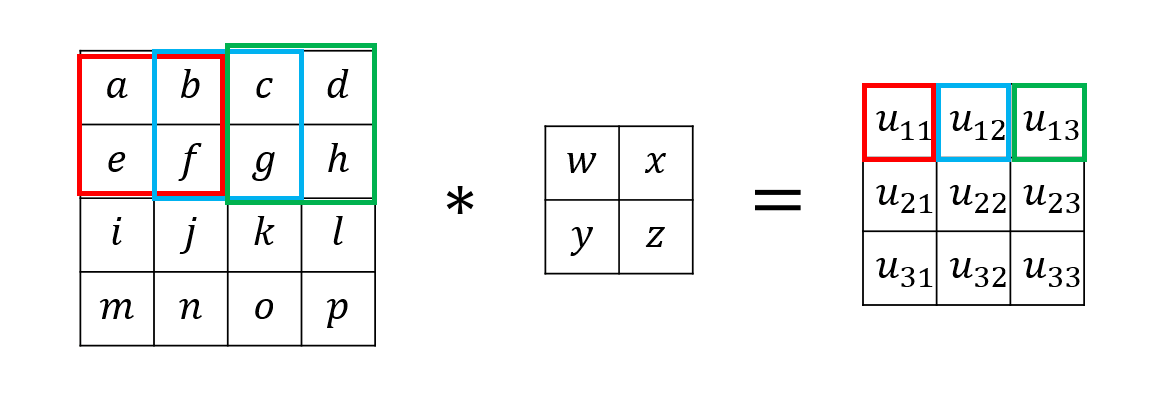 a b c d
e f g h
i j k l
m n o p
*
w x
y z
=
u₁₁ u₁₂ u₁₃
u₂₁ u₂₂ u₂₃
u₃₁ u₃₂ u₃₃